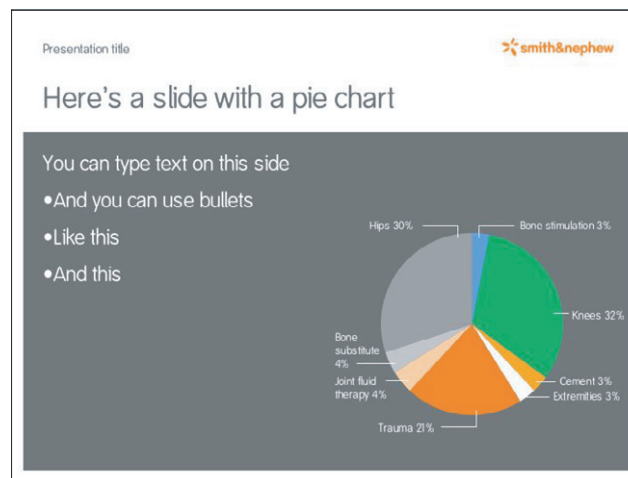 Presentation title
smith&nephew
Here's a slide with a pie chart
You can type text on this side
•And you can use bullets
•Like this
•And this
Hips 30%
Bone stimulation 3%
Knees 32%
Cement 3%
Extremities 3%
Trauma 21%
Joint fluid
therapy 4%
Bone
substitute
4%